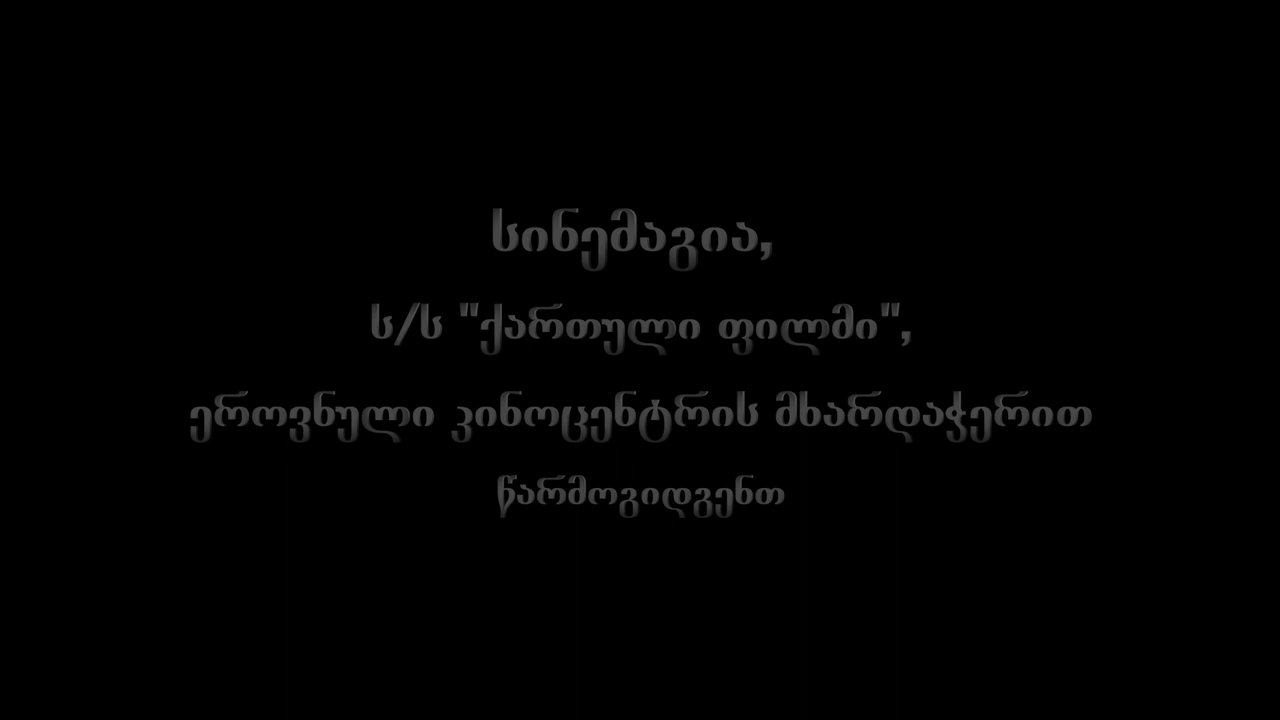 სინემაგია,
ს/ს "ქართული ფილმი",
ეროვნული კინოცენტრის მხარდაჭერით
წარმოგიდგენთ